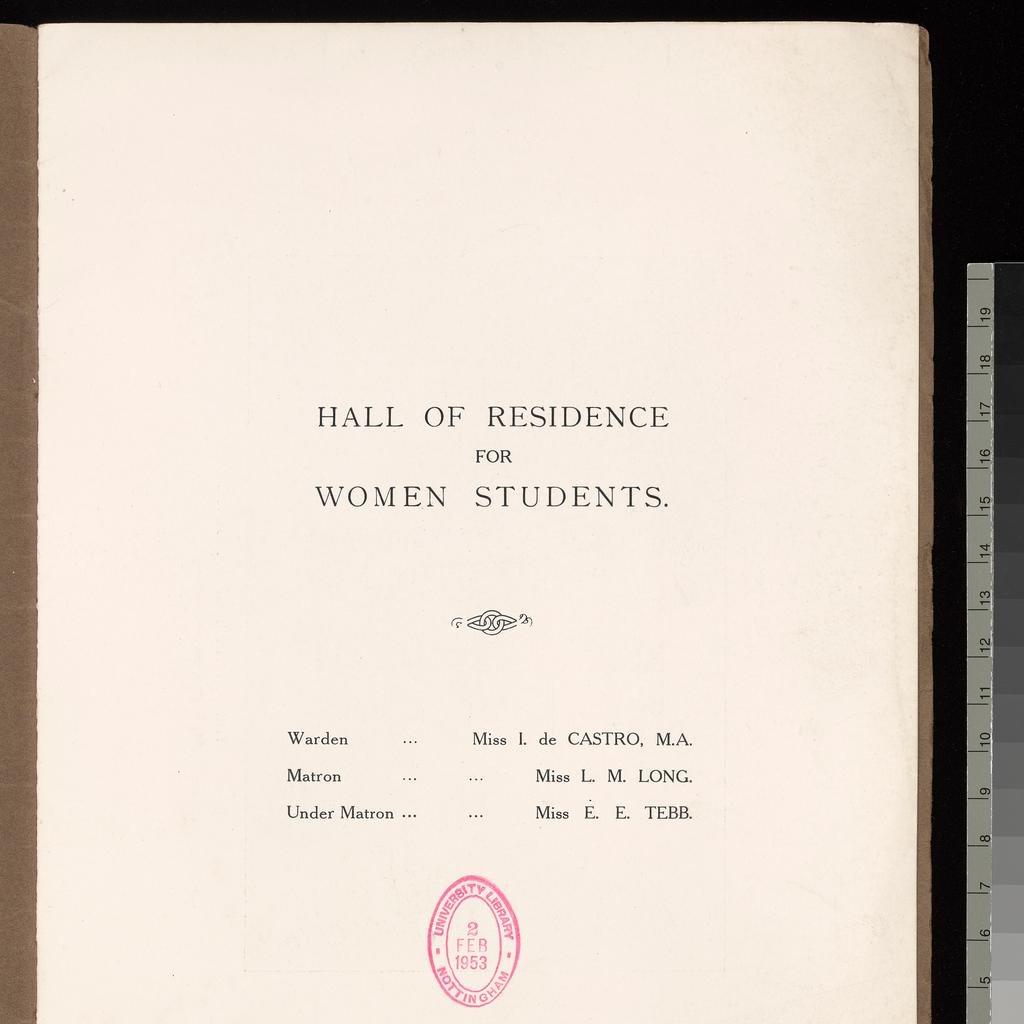 HALL OF RESIDENCE
FOR
WOMEN STUDENTS.
Warden ... Miss I. de CASTRO, M.A.
Matron ... ... Miss L. M. LONG.
Under Matron ... ... Miss E. E. TEBB.
UNIVERSITY LIBRARY
2
FEB
1953
NOTTINGHAM
19
18
17
16
15
14
13
12
11
10
9
8
7
6
5